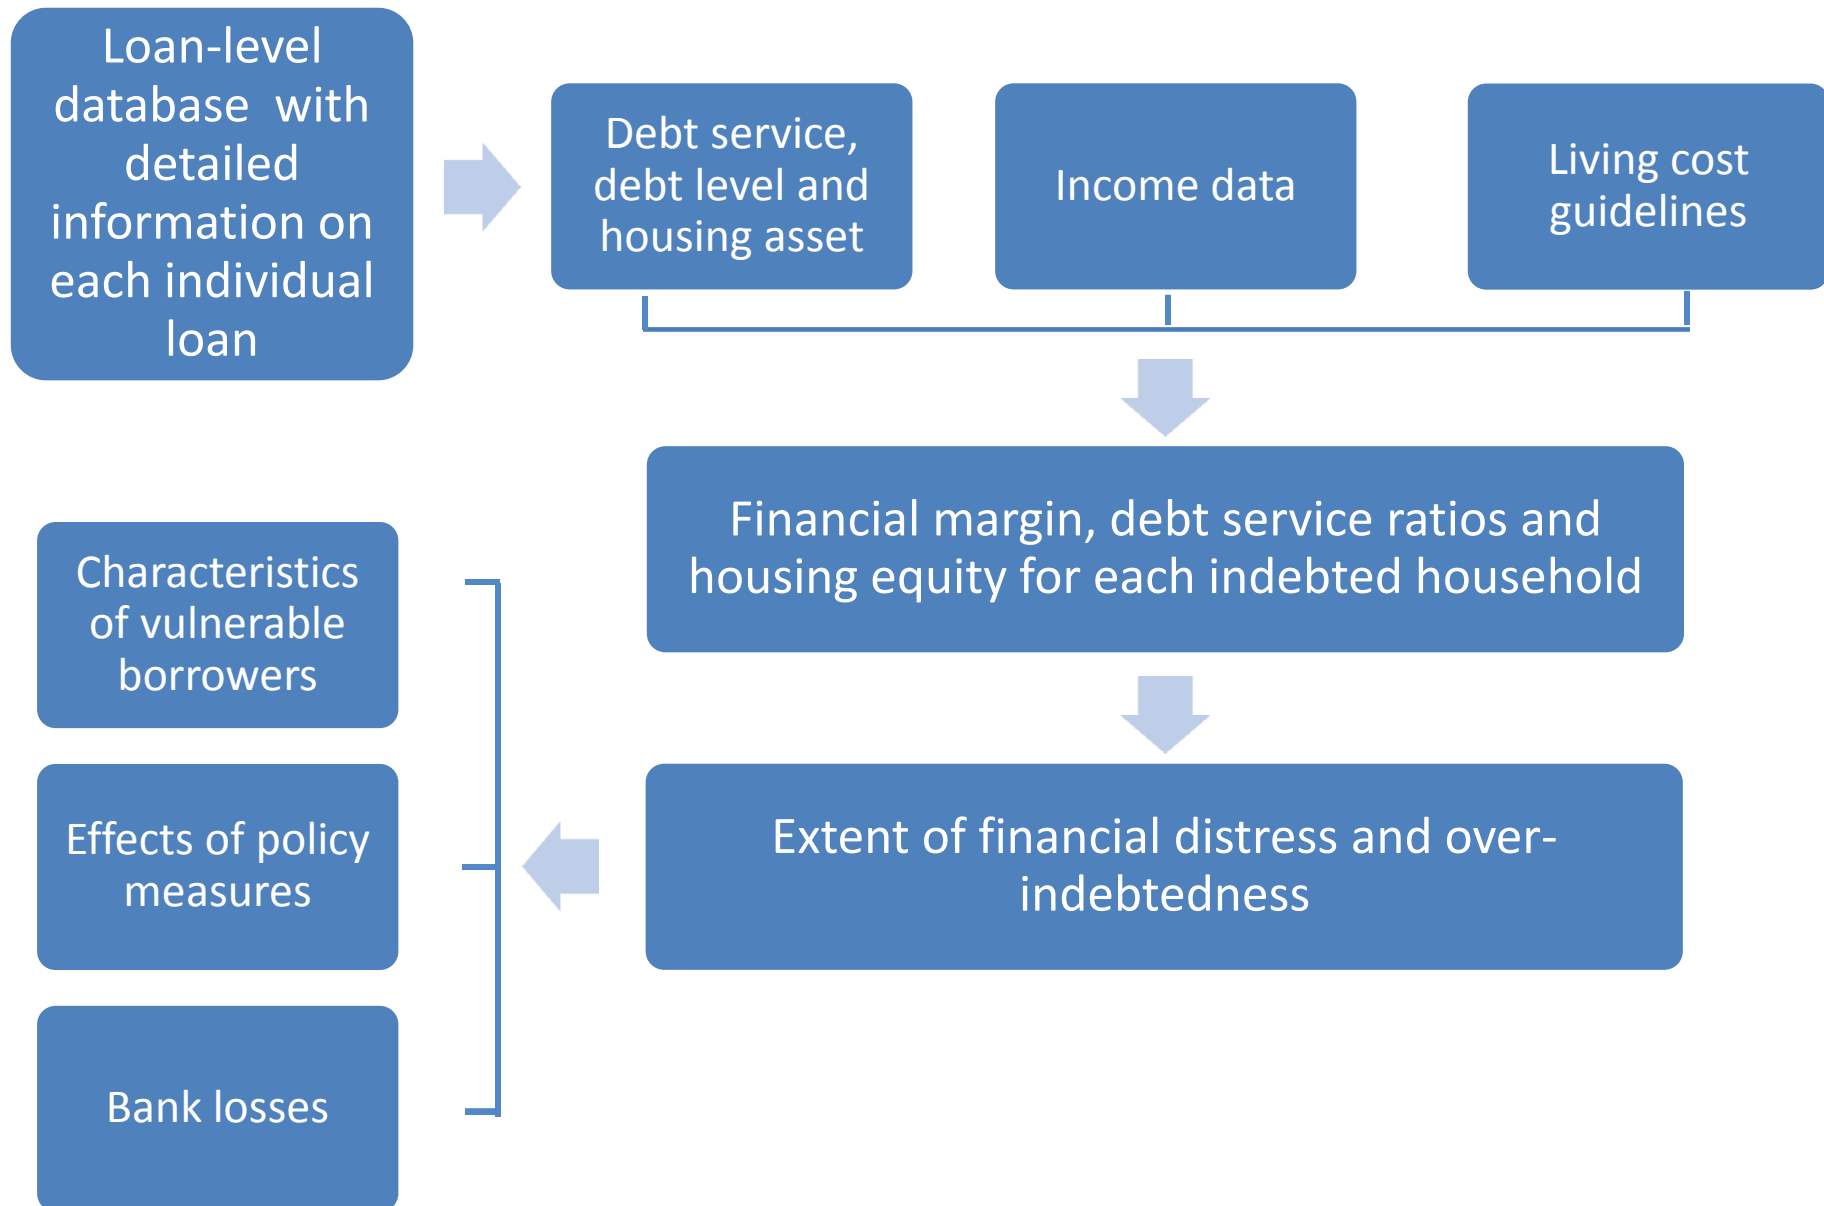 Loan-level
database  with
detailed
information on
each individual
loan
Debt service,
debt level and
housing asset
Income data
Living cost
guidelines
Financial margin, debt service ratios and
housing equity for each indebted household
Extent of financial distress and over-
indebtedness
Characteristics
of vulnerable
borrowers
Effects of policy
measures
Bank losses